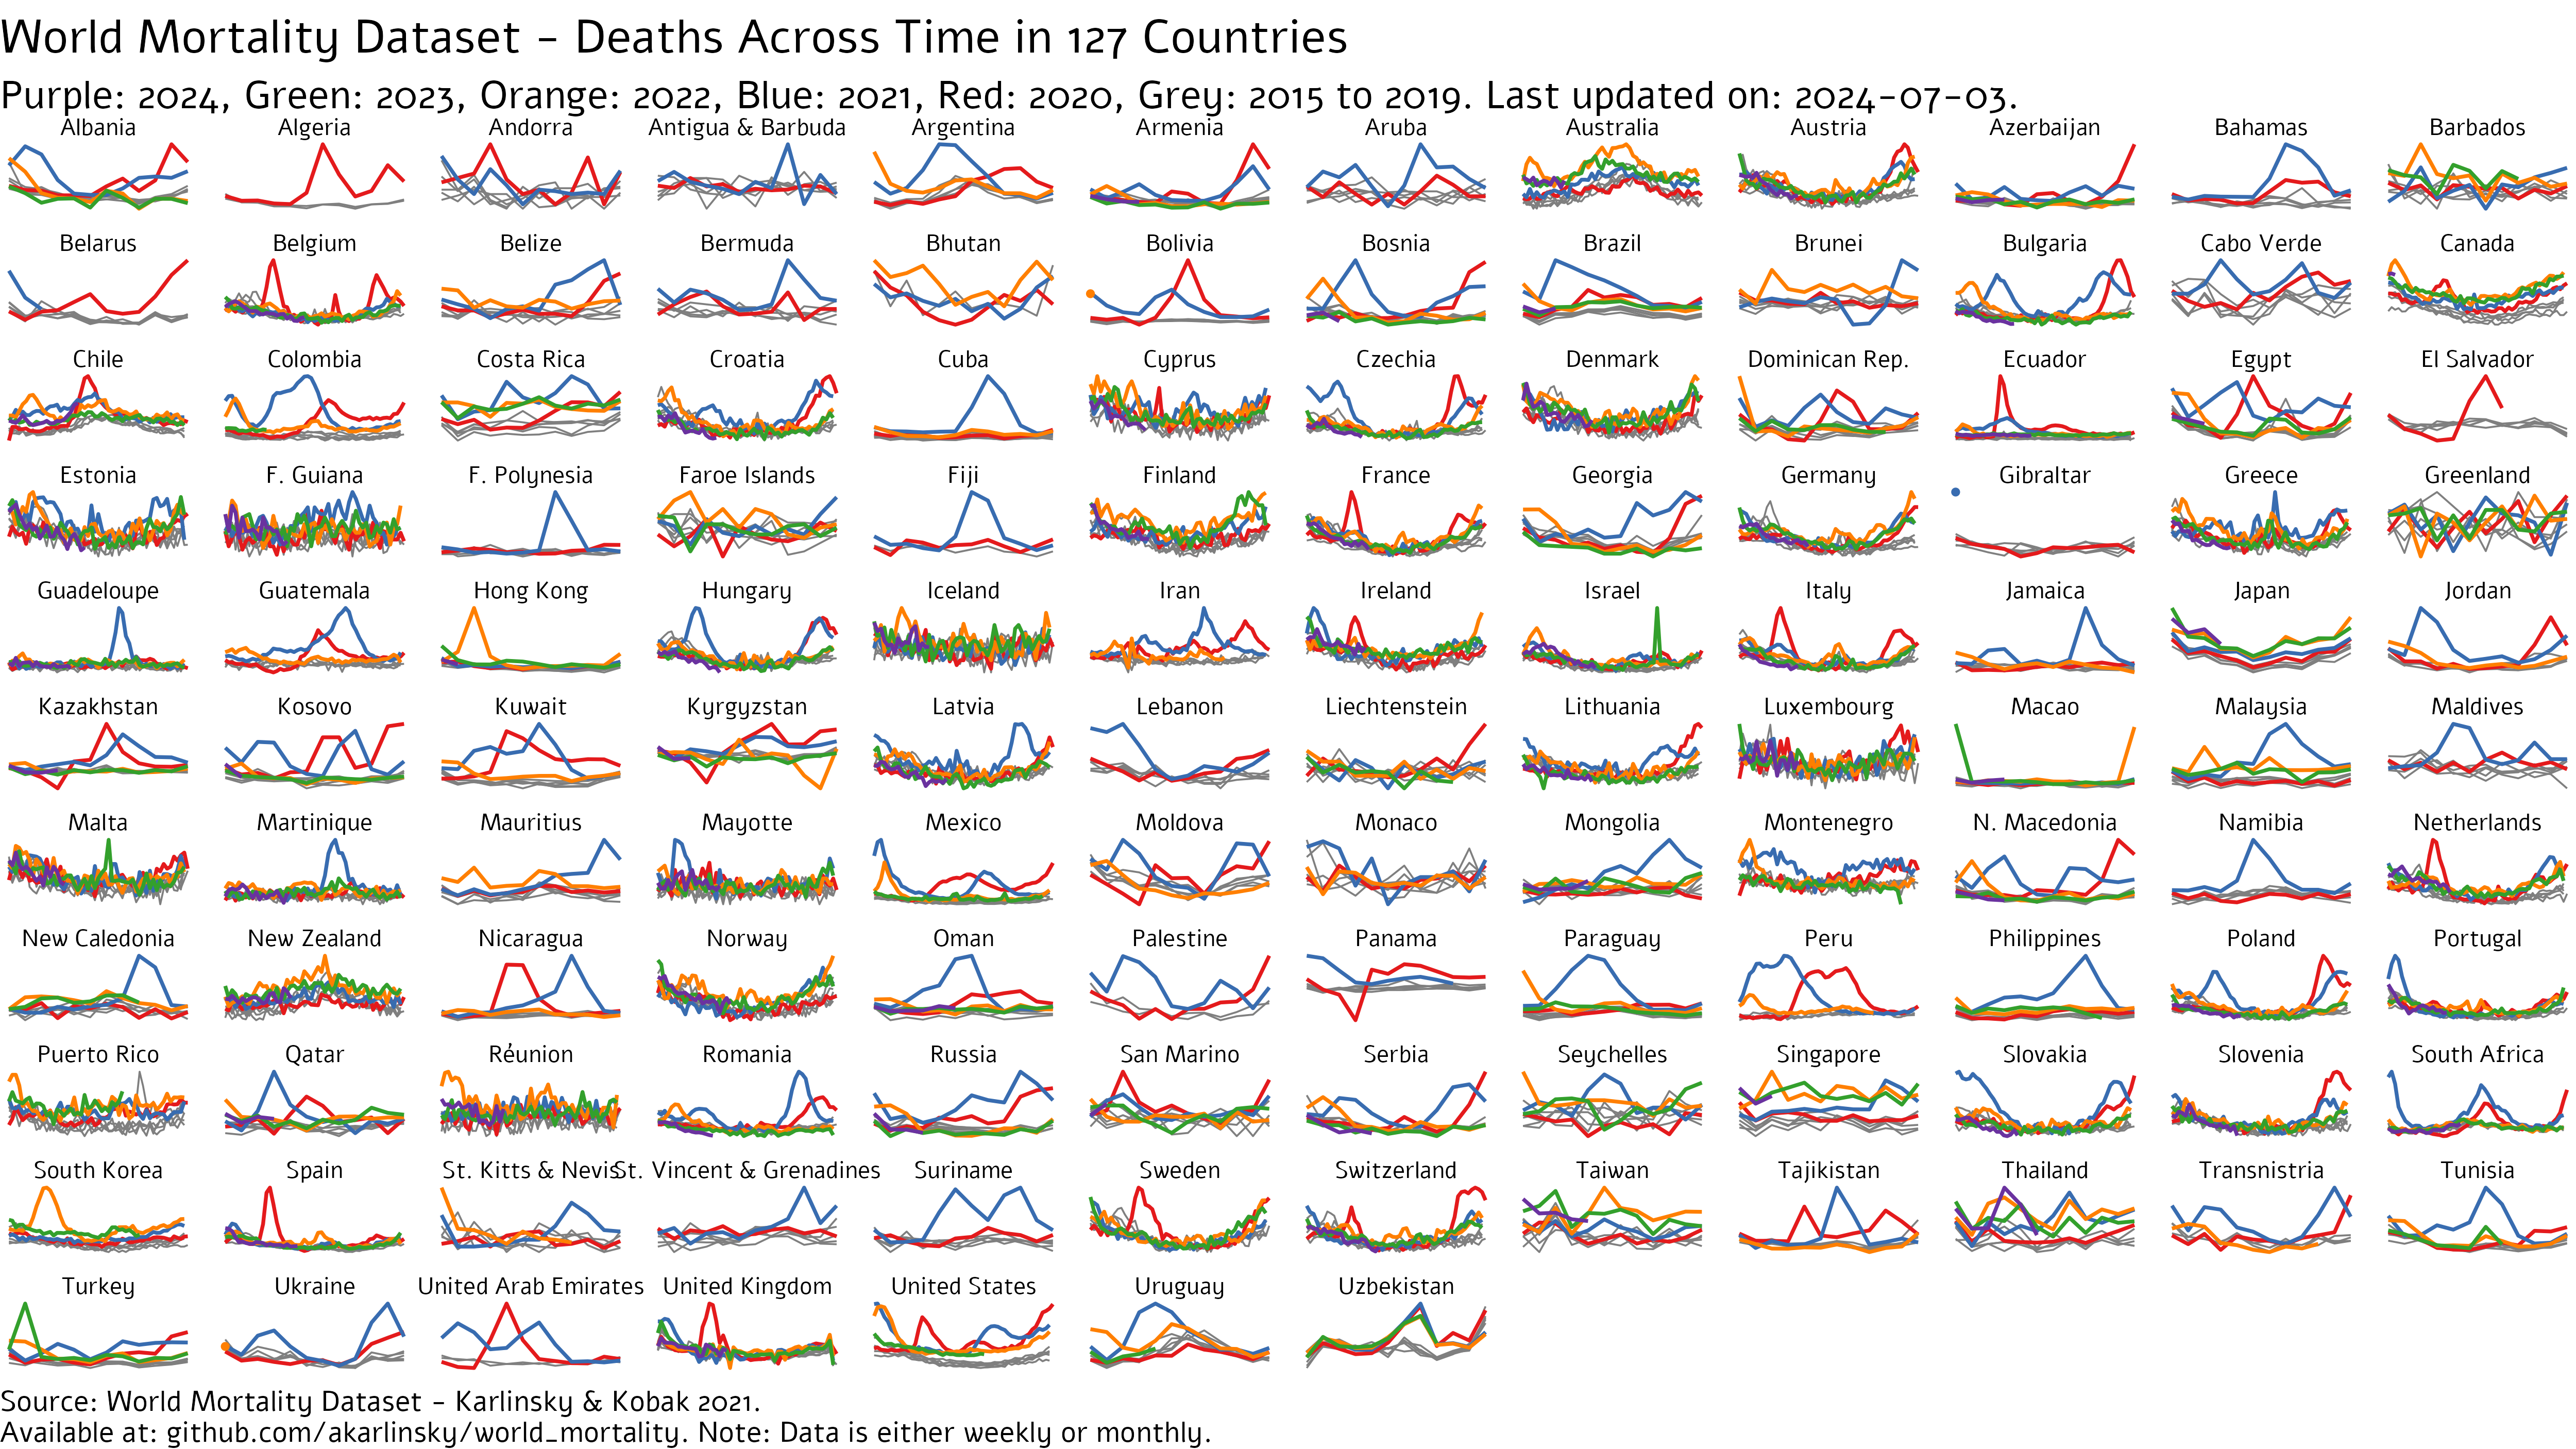 World Mortality Dataset - Deaths Across Time in 127 Countries
Purple: 2024, Green: 2023, Orange: 2022, Blue: 2021, Red: 2020, Grey: 2015 to 2019. Last updated on: 2024-07-03.
Albania Algeria Andorra Antigua & Barbuda Argentina Armenia Aruba Australia Austria Azerbaijan Bahamas Barbados
Belarus Belgium Belize Bermuda Bhutan Bolivia Bosnia Brazil Brunei Bulgaria Cabo Verde Canada
Chile Colombia Costa Rica Croatia Cuba Cyprus Czechia Denmark Dominican Rep. Ecuador Egypt El Salvador
Estonia F. Guiana F. Polynesia Faroe Islands Fiji Finland France Georgia Germany Gibraltar Greece Greenland
Guadeloupe Guatemala Hong Kong Hungary Iceland Iran Ireland Israel Italy Jamaica Japan Jordan
Kazakhstan Kosovo Kuwait Kyrgyzstan Latvia Lebanon Liechtenstein Lithuania Luxembourg Macao Malaysia Maldives
Malta Martinique Mauritius Mayotte Mexico Moldova Monaco Mongolia Montenegro N. Macedonia Namibia Netherlands
New Caledonia New Zealand Nicaragua Norway Oman Palestine Panama Paraguay Peru Philippines Poland Portugal
Puerto Rico Qatar Réunion Romania Russia San Marino Serbia Seychelles Singapore Slovakia Slovenia South Africa
South Korea Spain St. Kitts & Nevis St. Vincent & Grenadines Suriname Sweden Switzerland Taiwan Tajikistan Thailand Transnistria Tunisia
Turkey Ukraine United Arab Emirates United Kingdom United States Uruguay Uzbekistan
Source: World Mortality Dataset - Karlinsky & Kobak 2021.
Available at: github.com/akarlinsky/world_mortality. Note: Data is either weekly or monthly.